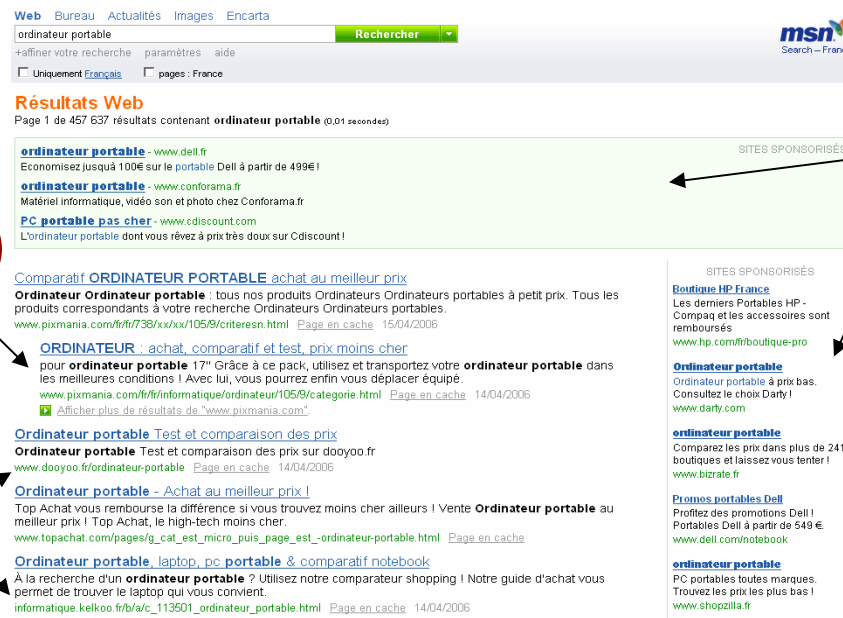 Web Bureau Actualités Images Encarta
ordinateur portable Rechercher
msn
Search – Fran
+affiner votre recherche paramètres aide
Uniquement Français pages : France
Résultats Web
Page 1 de 457 637 résultats contenant ordinateur portable (0,01 secondes)
SITES SPONSORISÉS
ordinateur portable - www.dell.fr
Economisez jusquà 100€ sur le portable Dell à partir de 499€ !
ordinateur portable - www.conforama.fr
Matériel informatique, vidéo son et photo chez Conforama.fr
PC portable pas cher - www.cdiscount.com
L'ordinateur portable dont vous rêvez à prix très doux sur Cdiscount !
Comparatif ORDINATEUR PORTABLE achat au meilleur prix
Ordinateur Ordinateur portable : tous nos produits Ordinateurs Ordinateurs portables à petit prix. Tous les
produits correspondants à votre recherche Ordinateurs Ordinateurs portables.
www.pixmania.com/fr/fr/738/xx/xx/105/9/criteresn.html Page en cache 15/04/2006
ORDINATEUR : achat, comparatif et test, prix moins cher
pour ordinateur portable 17" Grâce à ce pack, utilisez et transportez votre ordinateur portable dans
les meilleures conditions ! Avec lui, vous pourrez enfin vous déplacer équipé.
www.pixmania.com/fr/fr/informatique/ordinateur/105/9/categorie.html Page en cache 14/04/2006
Afficher plus de résultats de "www.pixmania.com".
Ordinateur portable Test et comparaison des prix
Ordinateur portable Test et comparaison des prix sur dooyoo.fr
www.dooyoo.fr/ordinateur-portable Page en cache 14/04/2006
Ordinateur portable - Achat au meilleur prix !
Top Achat vous rembourse la différence si vous trouvez moins cher ailleurs ! Vente Ordinateur portable au
meilleur prix ! Top Achat, le high-tech moins cher.
www.topachat.com/pages/g_cat_est_micro_puis_page_est_-ordinateur-portable.html Page en cache
Ordinateur portable, laptop, pc portable & comparatif notebook
À la recherche d'un ordinateur portable ? Utilisez notre comparateur shopping ! Notre guide d'achat vous
permet de trouver le laptop qui vous convient.
informatique.kelkoo.fr/b/a/c_113501_ordinateur_portable.html Page en cache 14/04/2006
SITES SPONSORISÉS
Boutique HP France
Les derniers Portables HP -
Compaq et les accessoires sont
remboursés
www.hp.com/fr/boutique-pro
Ordinateur portable
Ordinateur portable à prix bas.
Consultez le choix Darty !
www.darty.com
ordinateur portable
Comparez les prix dans plus de 241
boutiques et laissez vous tenter !
www.bizrate.fr
Promos portables Dell
Profitez des promotions Dell !
Portables Dell à partir de 549 €.
www.dell.com/notebook
ordinateur portable
PC portables toutes marques.
Trouvez les prix les plus bas !
www.shopzilla.fr